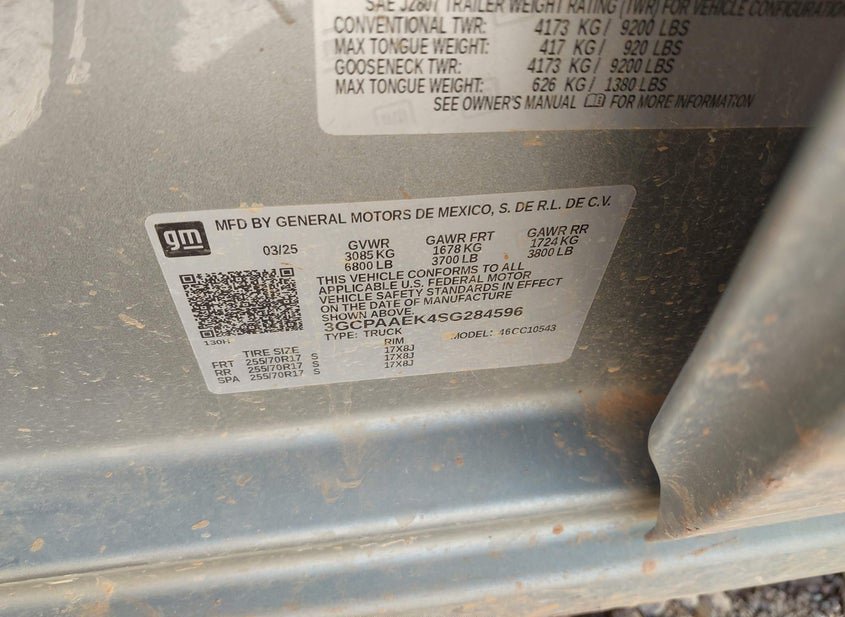 SAE J2807 TRAILER WEIGHT RATING (TWR) FOR VEHICLE CONFIGURATION
CONVENTIONAL TWR: 4173 KG / 9200 LBS
MAX TONGUE WEIGHT: 417 KG / 920 LBS
GOOSENECK TWR: 4173 KG / 9200 LBS
MAX TONGUE WEIGHT: 626 KG / 1380 LBS
SEE OWNER'S MANUAL FOR MORE INFORMATION
gm
MFD BY GENERAL MOTORS DE MEXICO, S. DE R.L. DE C.V.
03/25 GVWR GAWR FRT GAWR RR
3085 KG 1678 KG 1724 KG
6800 LB 3700 LB 3800 LB
THIS VEHICLE CONFORMS TO ALL
APPLICABLE U.S. FEDERAL MOTOR
VEHICLE SAFETY STANDARDS IN EFFECT
ON THE DATE OF MANUFACTURE
SHOWN ABOVE.
3GCPAAEK4SG284596
130H TYPE: TRUCK MODEL: 46CC10543
TIRE SIZE RIM
FRT 255/70R17 S 17X8J
RR 255/70R17 S 17X8J
SPA 255/70R17 S 17X8J